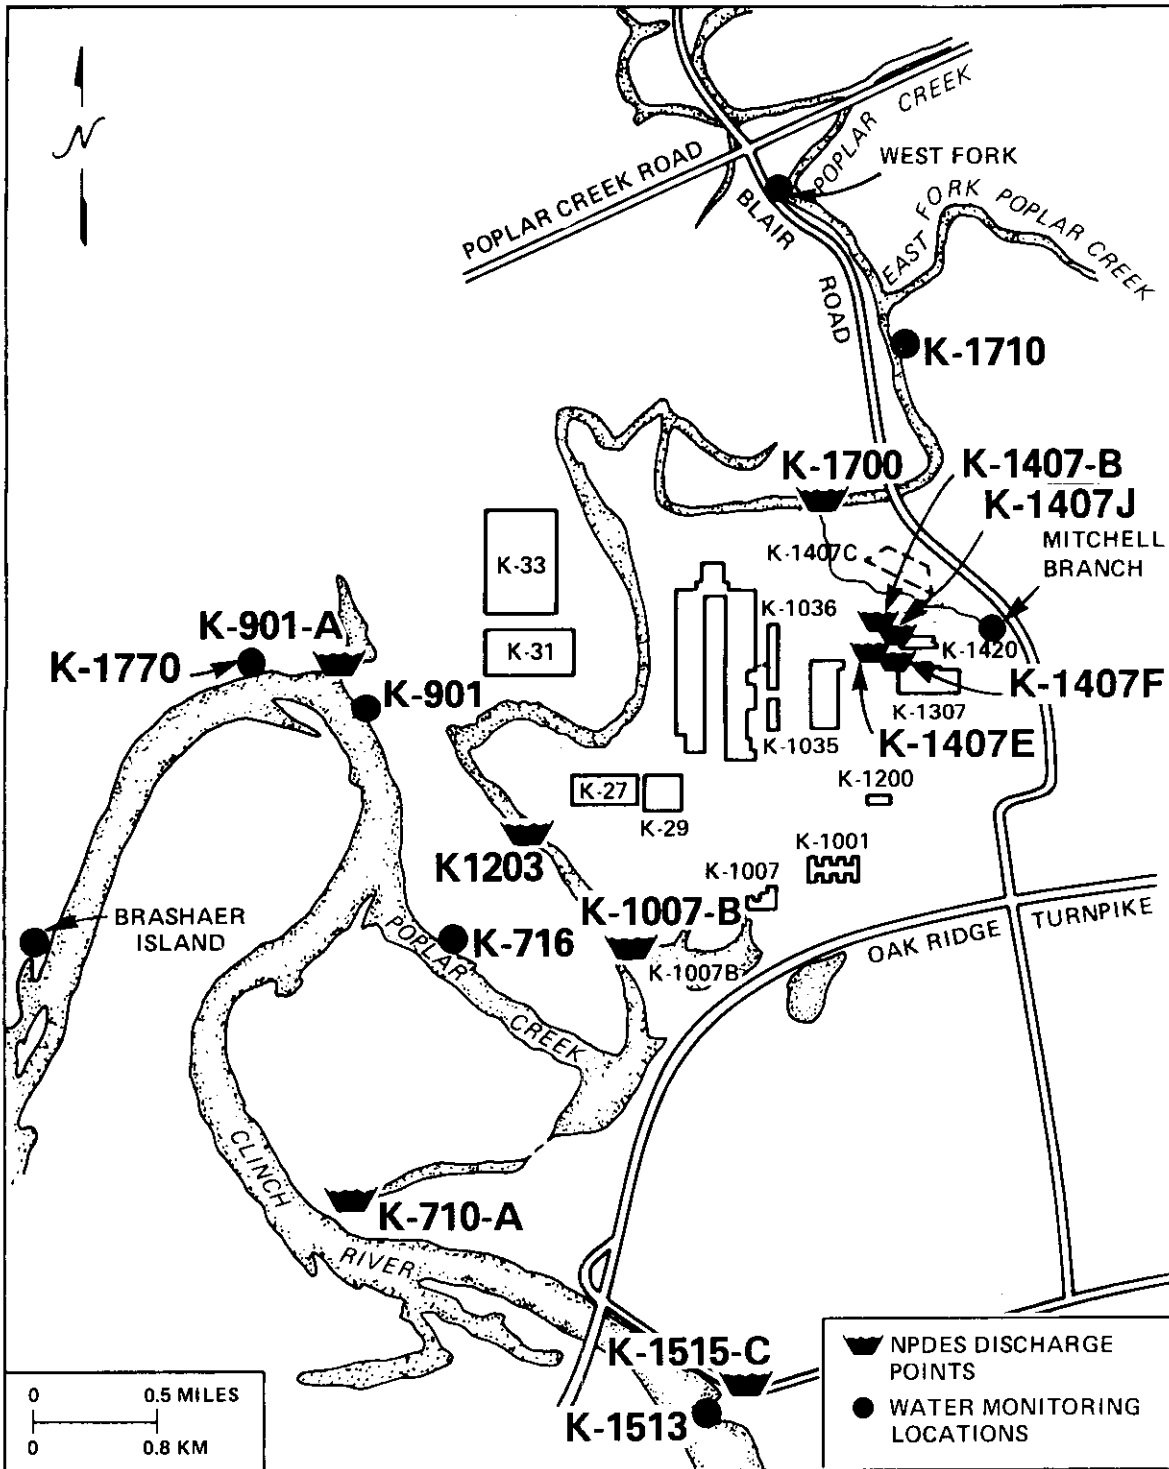 N
POPLAR CREEK
POPLAR CREEK ROAD
WEST FORK
POPLAR
BLAIR
ROAD
EAST FORK POPLAR CREEK
K-1710
K-1700
K-1407-B
K-1407J
MITCHELL
BRANCH
K-1407C
K-33
K-1036
K-901-A
K-31
K-1420
K-1770
K-1407F
K-901
K-1307
K-1035
K-1407E
K-1200
K-27
K-29
K1203
K-1001
K-1007
K-1007-B
BRASHAER
ISLAND
OAK RIDGE TURNPIKE
K-716
K-1007B
POPLAR
CREEK
CLINCH
RIVER
K-710-A
K-1515-C
K-1513
NPDES DISCHARGE
POINTS
WATER MONITORING
LOCATIONS
0 0.5 MILES
0 0.8 KM